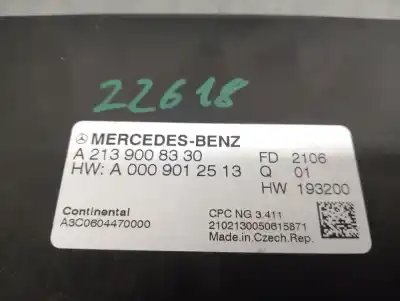 22618
MERCEDES-BENZ
A 213 900 83 30 FD 2106
HW: A 000 901 25 13 Q 01
HW 193200
Continental CPC NG 3.411
A3C0604470000 2102130050615871
Made in Czech.Rep.